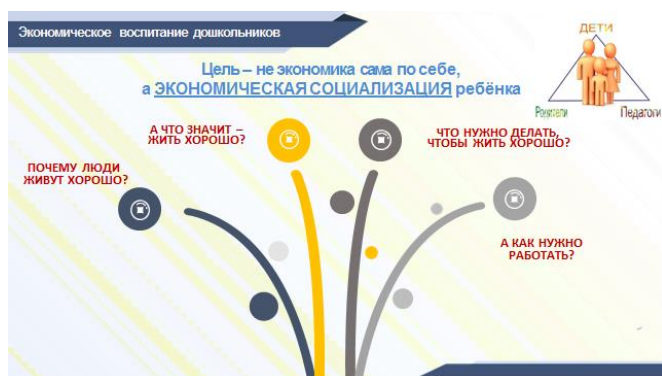 Экономическое воспитание дошкольников
ДЕТИ
Цель – не экономика сама по себе,
а ЭКОНОМИЧЕСКАЯ СОЦИАЛИЗАЦИЯ ребёнка
Родители
Педагоги
А ЧТО ЗНАЧИТ –
ЖИТЬ ХОРОШО?
ЧТО НУЖНО ДЕЛАТЬ,
ЧТОБЫ ЖИТЬ ХОРОШО?
ПОЧЕМУ ЛЮДИ
ЖИВУТ ХОРОШО?
А КАК НУЖНО
РАБОТАТЬ?